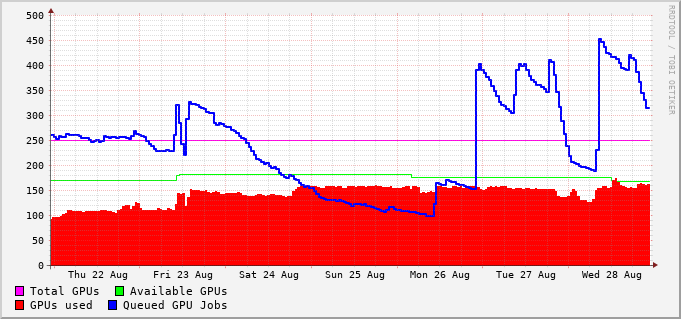 RRDTOOL / TOBI OETIKER
500
450
400
350
300
250
200
150
100
50
0
Thu 22 Aug Fri 23 Aug Sat 24 Aug Sun 25 Aug Mon 26 Aug Tue 27 Aug Wed 28 Aug
Total GPUs Available GPUs
GPUs used Queued GPU Jobs